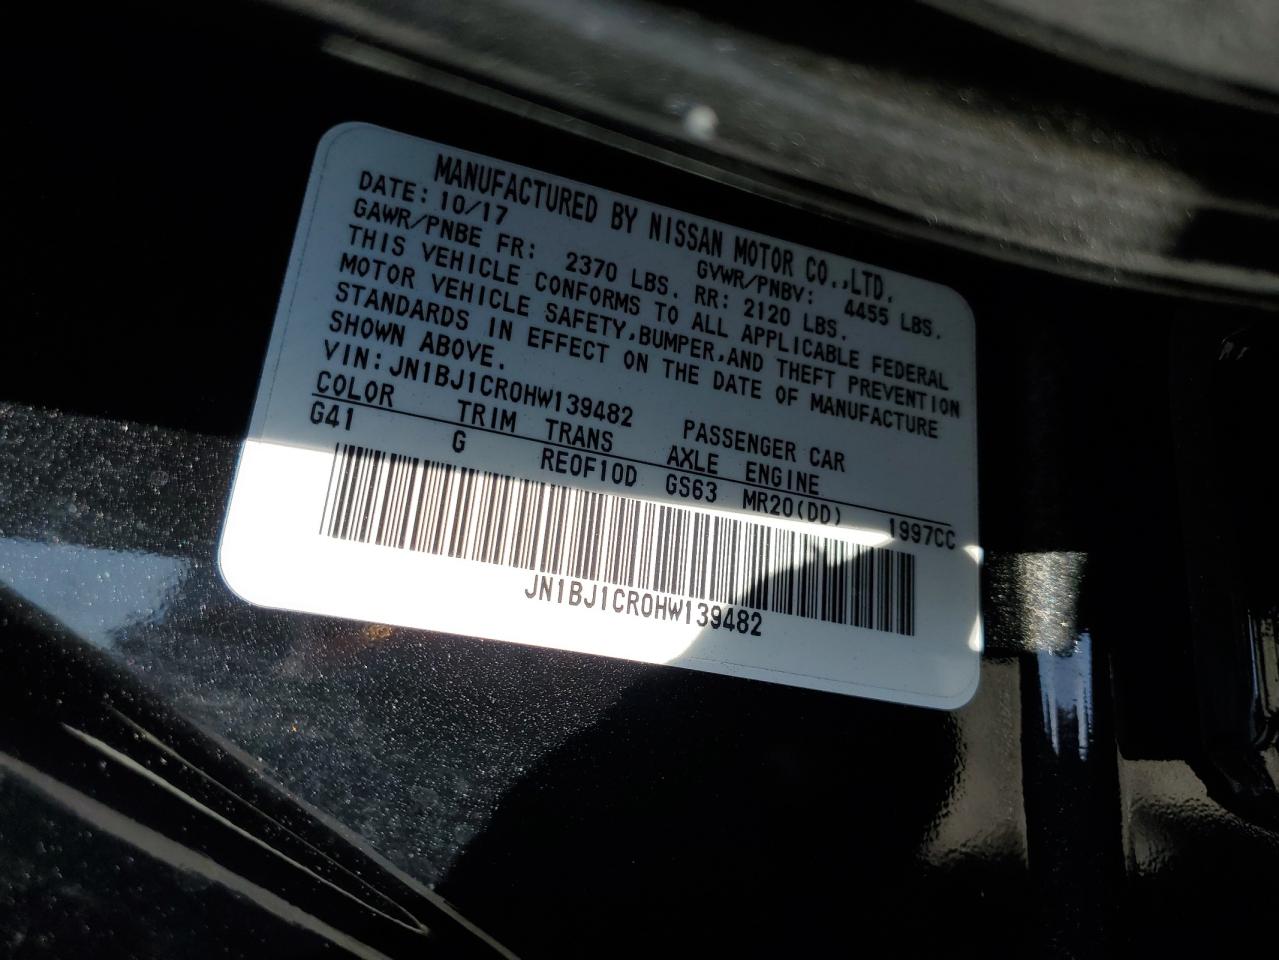 MANUFACTURED BY NISSAN MOTOR CO.,LTD.
DATE: 10/17 GVWR/PNBV: 4455 LBS.
GAWR/PNBE FR: 2370 LBS. RR: 2120 LBS.
THIS VEHICLE CONFORMS TO ALL APPLICABLE FEDERAL
MOTOR VEHICLE SAFETY,BUMPER,AND THEFT PREVENTION
STANDARDS IN EFFECT ON THE DATE OF MANUFACTURE
SHOWN ABOVE.
VIN: JN1BJ1CR0HW139482 PASSENGER CAR
COLOR TRIM TRANS AXLE ENGINE
G41 G RE0F10D GS63 MR20(DD) 1997CC
JN1BJ1CR0HW139482